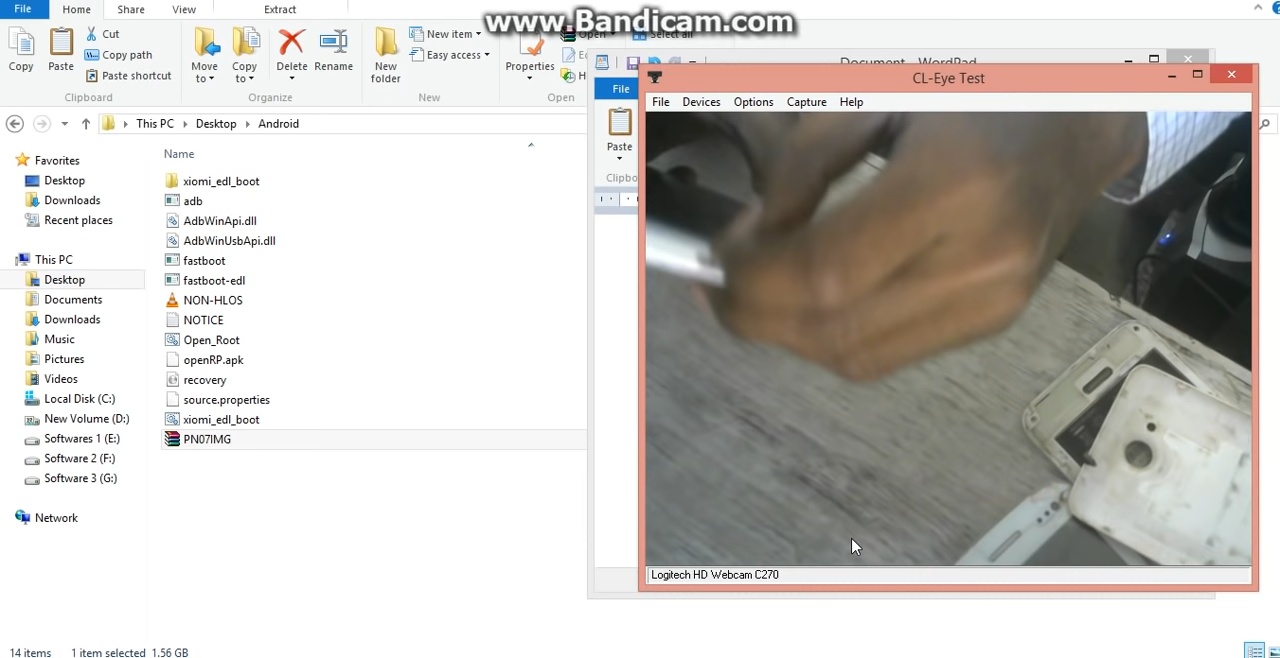 www.Bandicam.com
File Home Share View Extract
Cut
Copy path
Paste shortcut
Copy
Paste
Clipboard
Move to
Copy to
Delete
Rename
Organize
New folder
New item
Easy access
New
Properties
Open
Select all
Open
This PC Desktop Android
Favorites
Desktop
Downloads
Recent places
This PC
Desktop
Documents
Downloads
Music
Pictures
Videos
Local Disk (C:)
New Volume (D:)
Softwares 1 (E:)
Software 2 (F:)
Software 3 (G:)
Network
Name
xiomi_edl_boot
adb
AdbWinApi.dll
AdbWinUsbApi.dll
fastboot
fastboot-edl
NON-HLOS
NOTICE
Open_Root
openRP.apk
recovery
source.properties
xiomi_edl_boot
PN07IMG
14 items 1 item selected 1.56 GB
Document - WordPad
File
Paste
CL-Eye Test
File Devices Options Capture Help
Logitech HD Webcam C270